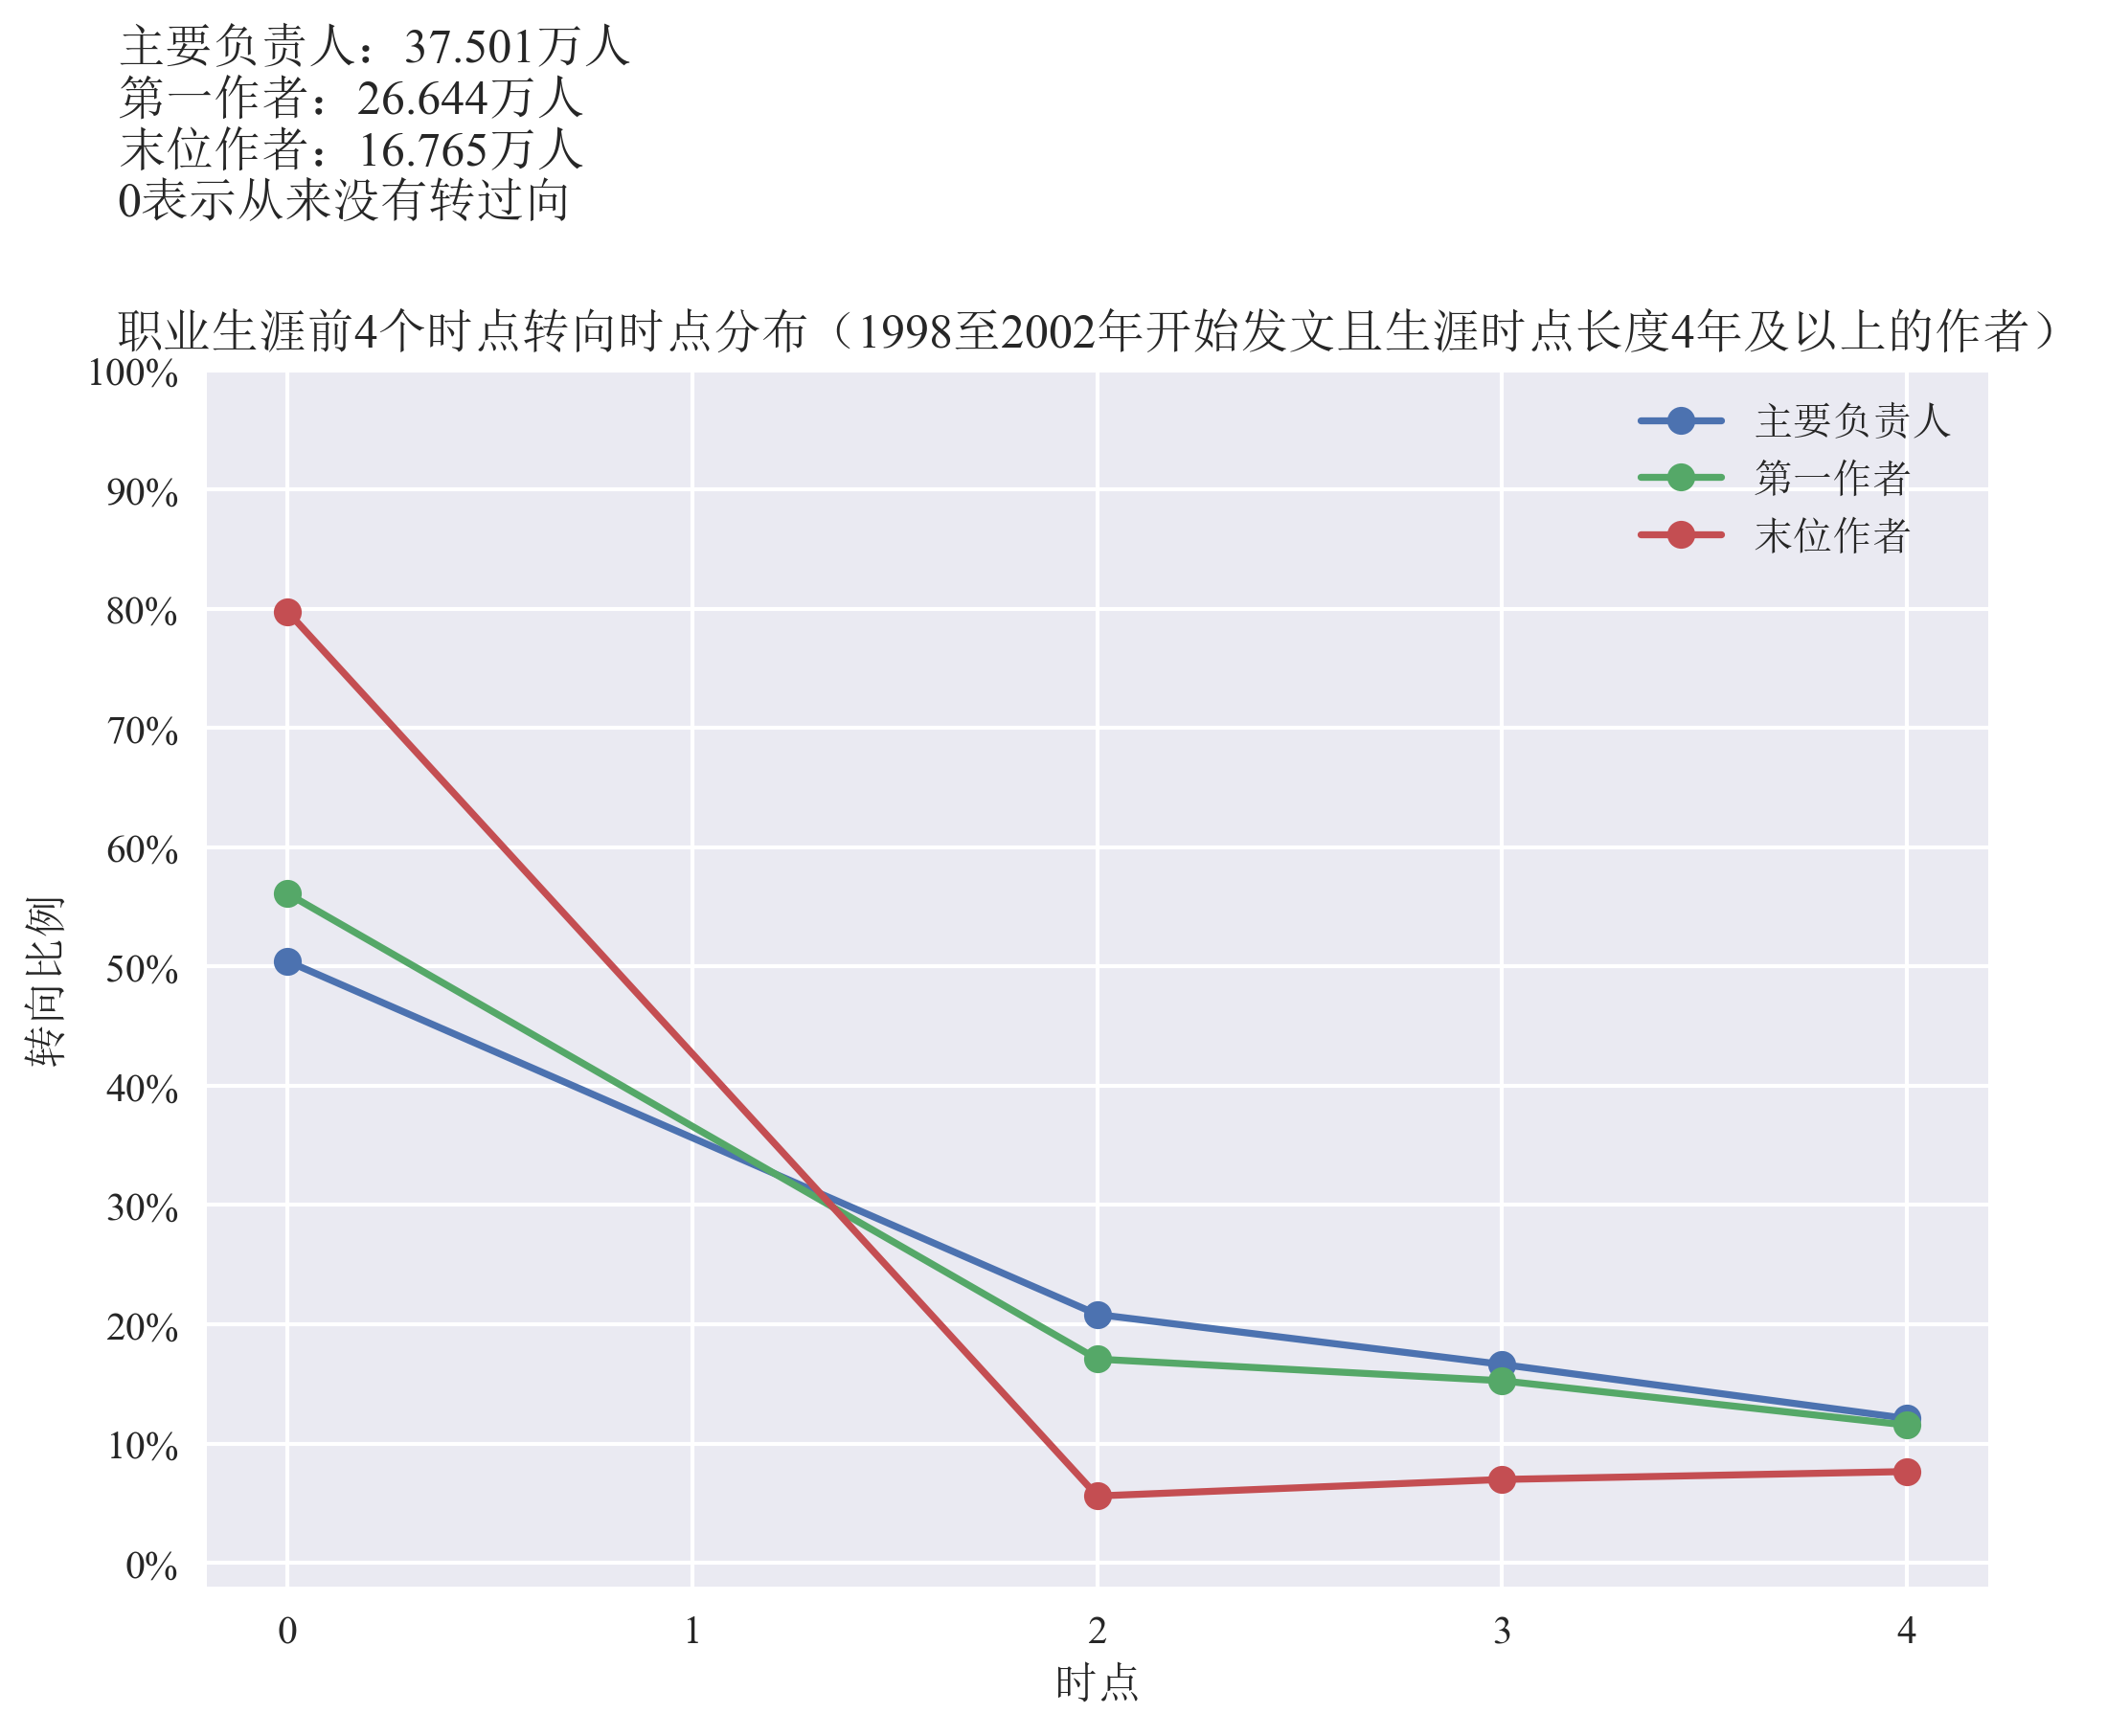 主要负责人：37.501万人
第一作者：26.644万人
末位作者：16.765万人
0表示从来没有转过向
职业生涯前4个时点转向时点分布（1998至2002年开始发文且生涯时点长度4年及以上的作者）
100%
90%
80%
70%
60%
50%
40%
30%
20%
10%
0%
转向比例
主要负责人
第一作者
末位作者
0 1 2 3 4
时点